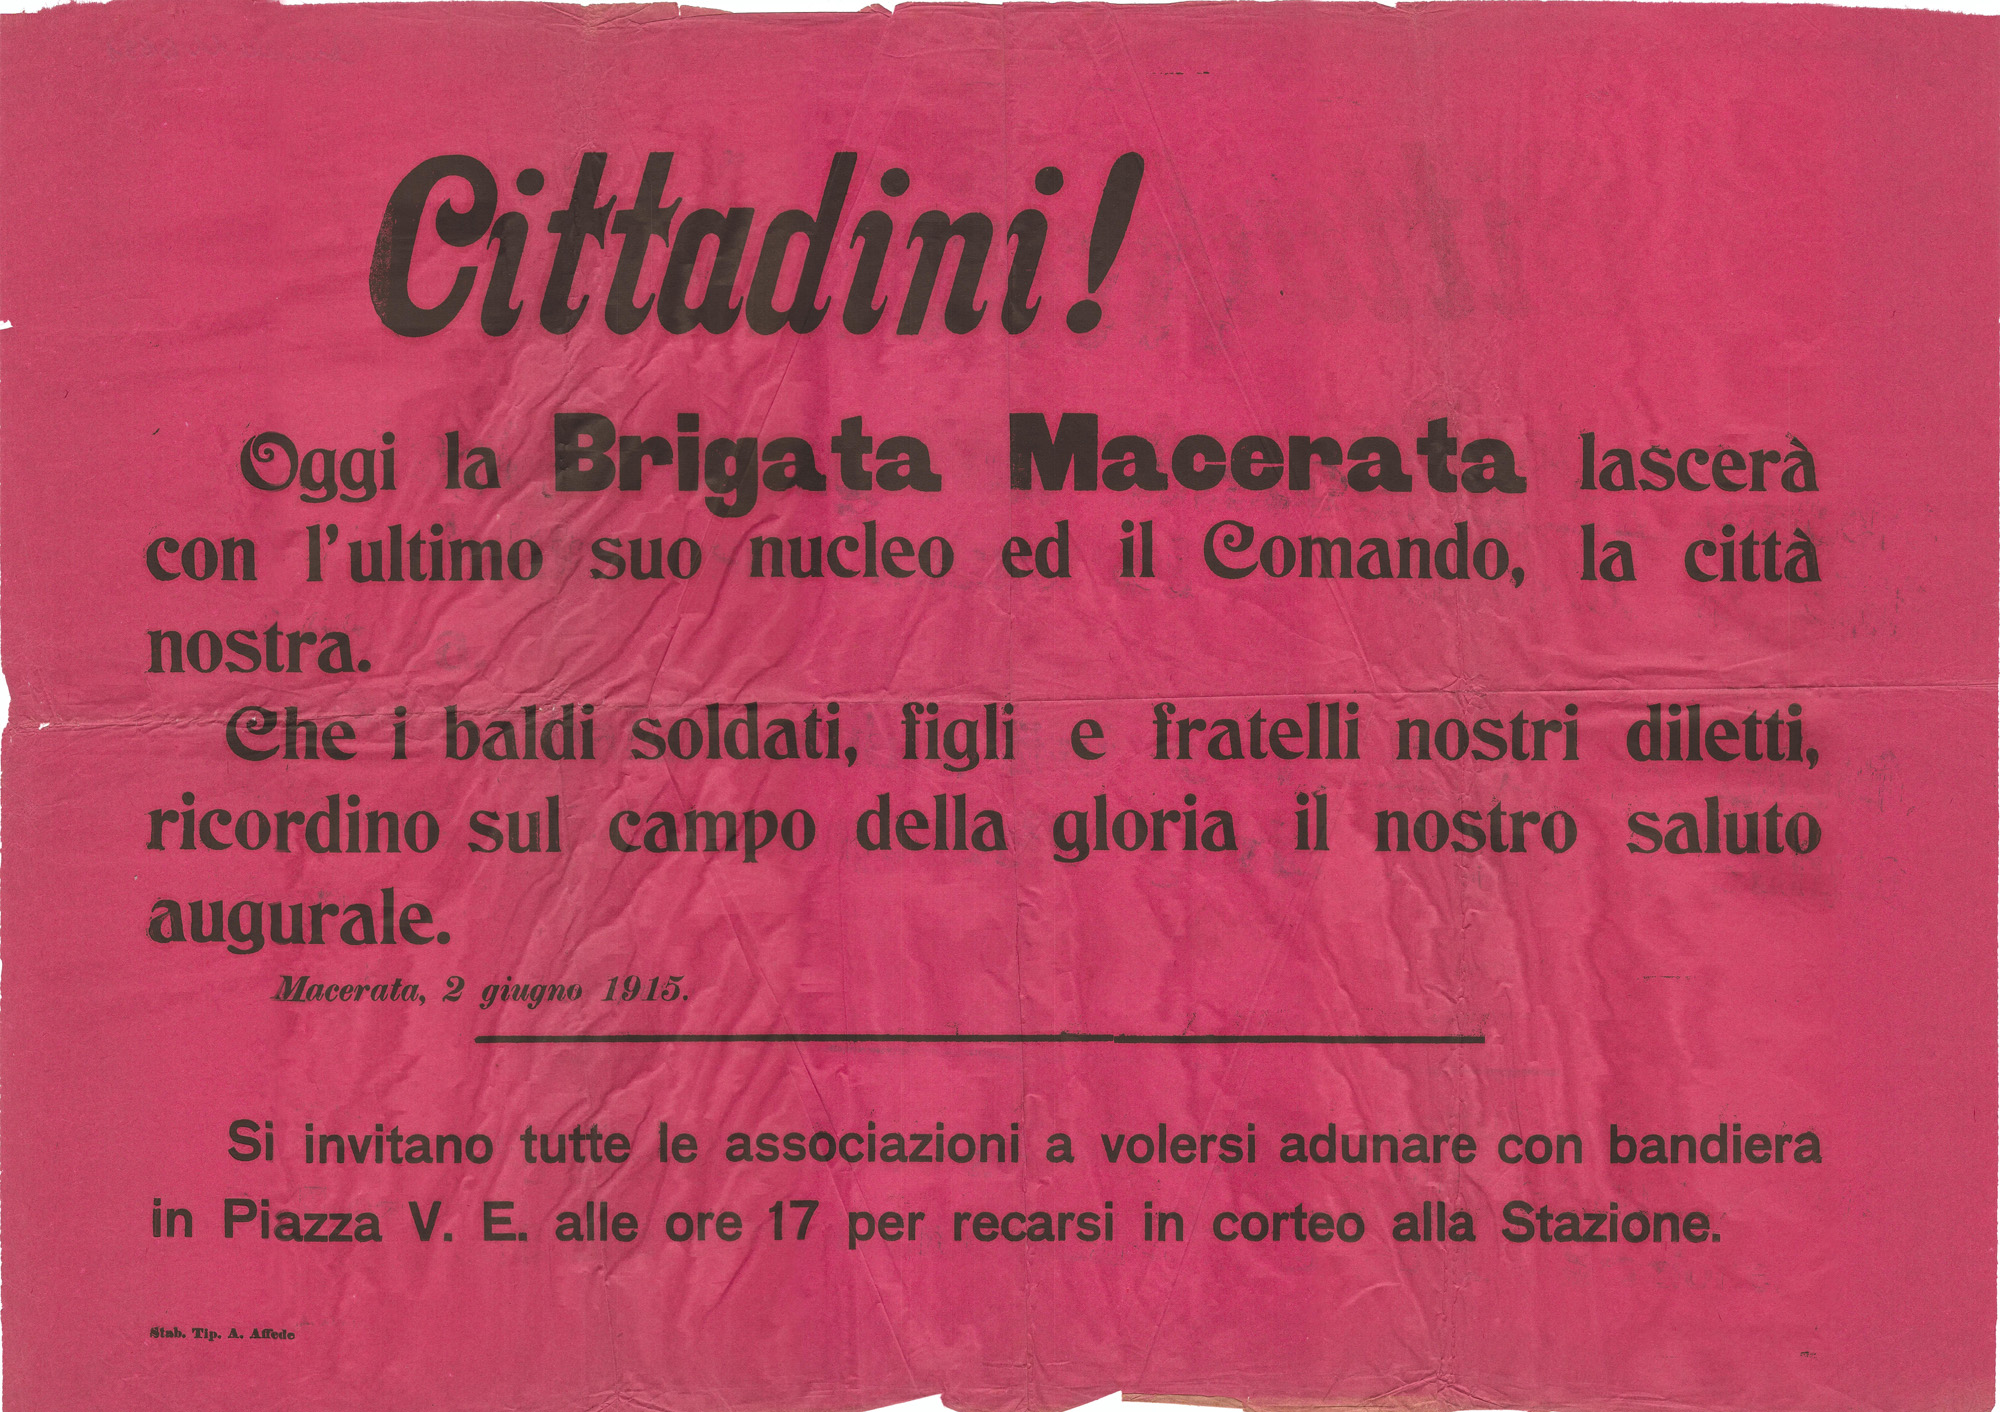 Cittadini!
Oggi la Brigata Macerata lascerà
con l'ultimo suo nucleo ed il Comando, la città
nostra.
Che i baldi soldati, figli e fratelli nostri diletti,
ricordino sul campo della gloria il nostro saluto
augurale.
Macerata, 2 giugno 1915.
Si invitano tutte le associazioni a volersi adunare con bandiera
in Piazza V. E. alle ore 17 per recarsi in corteo alla Stazione.
Stab. Tip. A. Affede